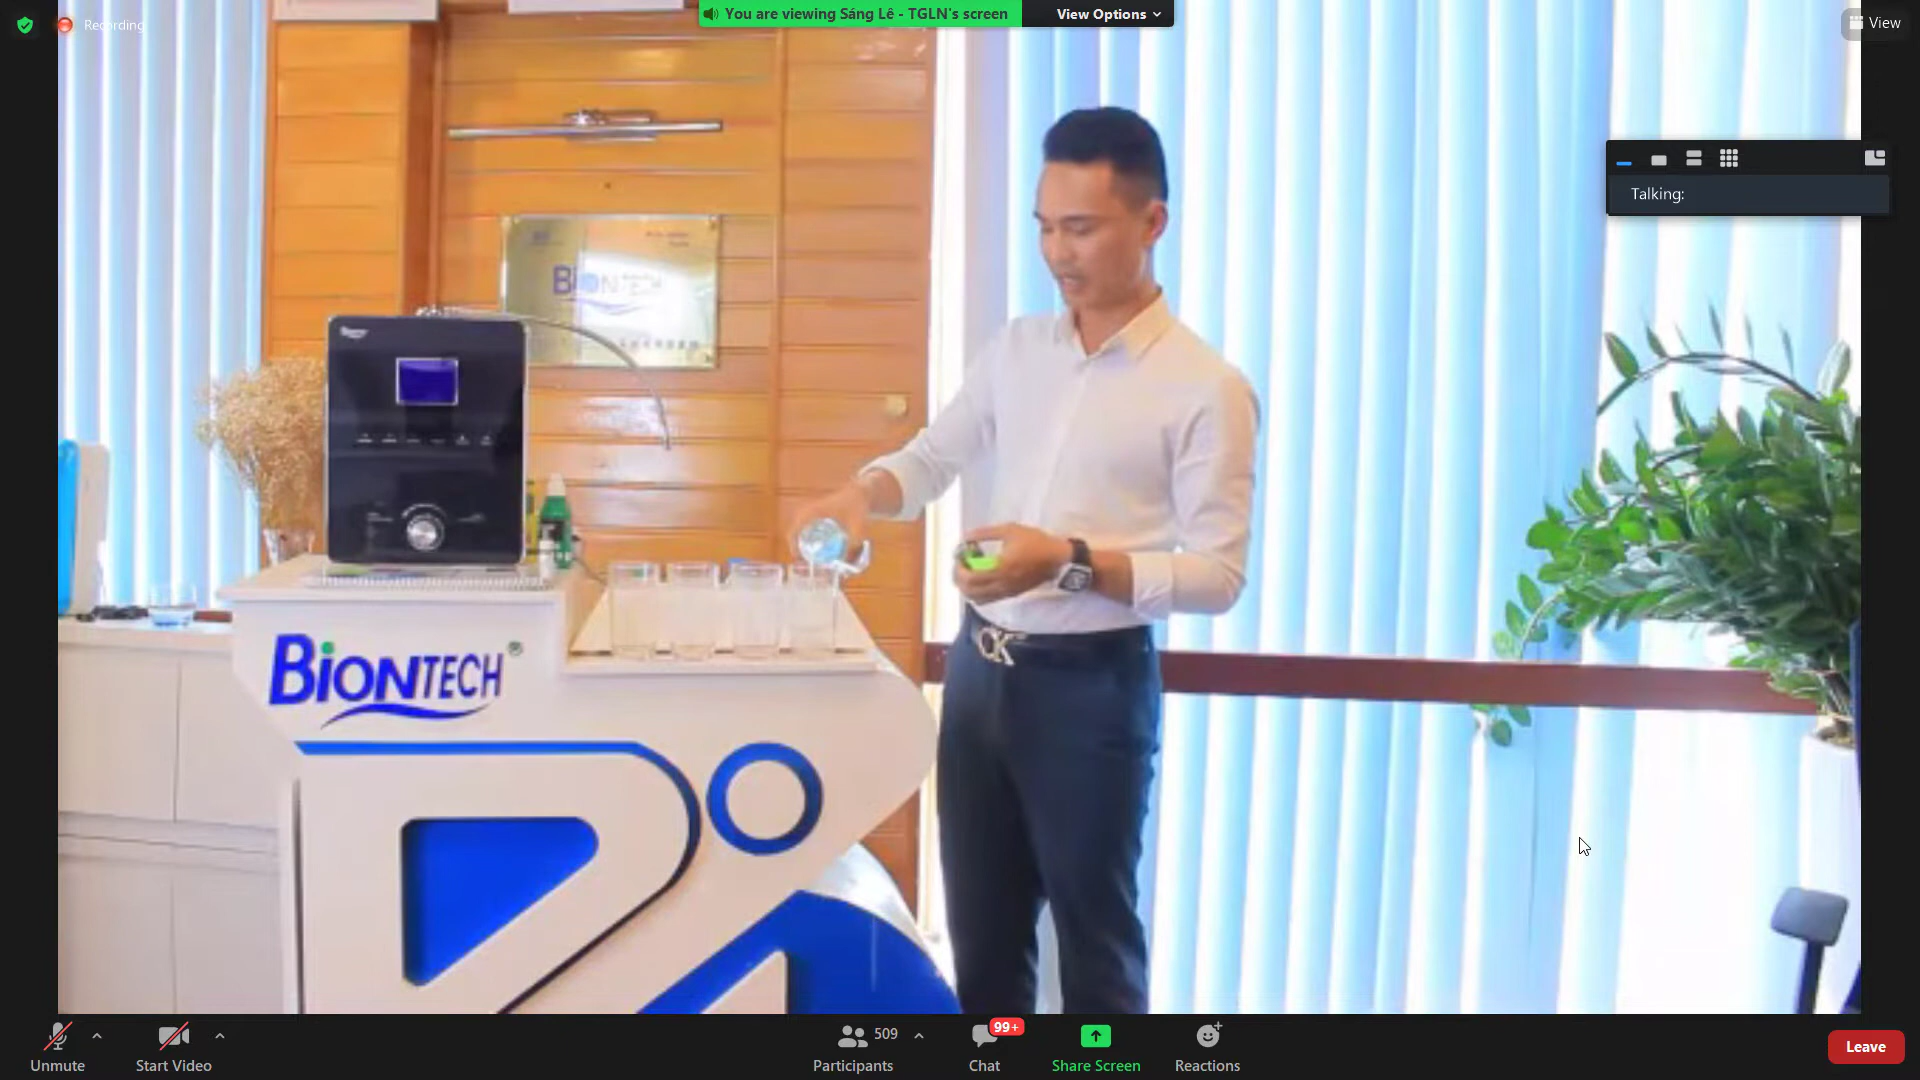 Recording
You are viewing Sáng Lê - TGLN's screen
View Options
View
Talking:
BIONTECH
BIONTECH®
CK
Unmute
Start Video
509
Participants
99+
Chat
Share Screen
Reactions
Leave